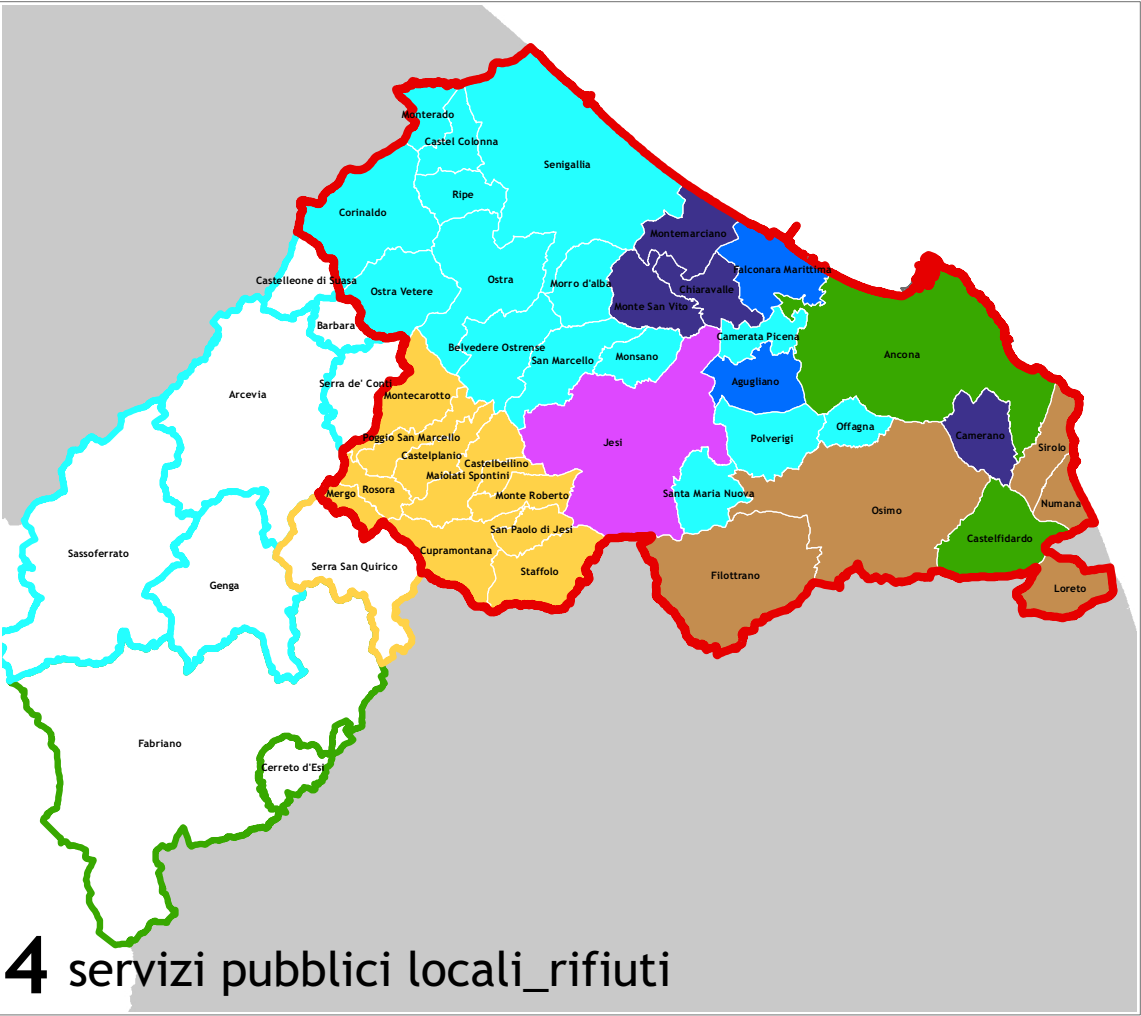 Monterado
Castel Colonna
Senigallia
Ripe
Corinaldo
Montemarciano
Falconara Marittima
Castelleone di Suasa
Ostra Vetere
Ostra
Morro d'alba
Chiaravalle
Monte San Vito
Barbara
Camerata Picena
Belvedere Ostrense
San Marcello
Monsano
Ancona
Serra de' Conti
Arcevia
Montecarotto
Agugliano
Offagna
Poggio San Marcello
Jesi
Polverigi
Camerano
Sirolo
Castelplanio
Castelbellino
Maiolati Spontini
Mergo
Rosora
Monte Roberto
Santa Maria Nuova
Numana
Osimo
San Paolo di Jesi
Castelfidardo
Sassoferrato
Cupramontana
Serra San Quirico
Staffolo
Filottrano
Genga
Loreto
Fabriano
Cerreto d'Esi
4 servizi pubblici locali_rifiuti